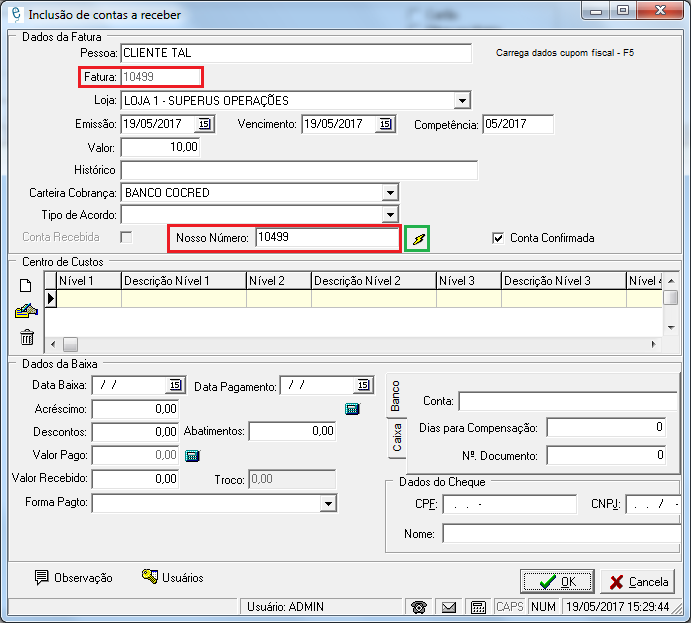 Inclusão de contas a receber
Dados da Fatura
Pessoa: CLIENTE TAL
Carrega dados cupom fiscal - F5
Fatura: 10499
Loja: LOJA 1 - SUPERUS OPERAÇÕES
Emissão: 19/05/2017 15 Vencimento: 19/05/2017 15 Competência: 05/2017
Valor: 10,00
Histórico
Carteira Cobrança: BANCO COCRED
Tipo de Acordo:
Conta Recebida Nosso Número: 10499 Conta Confirmada
Centro de Custos
Nível 1 Descrição Nível 1 Nível 2 Descrição Nível 2 Nível 3 Descrição Nível 3 Nível 4
Dados da Baixa
Data Baixa: / / 15 Data Pagamento: / / 15
Acréscimo: 0,00
Descontos: 0,00 Abatimentos: 0,00
Valor Pago: 0,00
Valor Recebido: 0,00 Troco: 0,00
Forma Pagto:
Banco
Caixa
Conta:
Dias para Compensação: 0
Nº. Documento: 0
Dados do Cheque
CPF: . . - CNPJ: . . / -
Nome:
Observação Usuários OK Cancela
Usuário: ADMIN CAPS NUM 19/05/2017 15:29:44